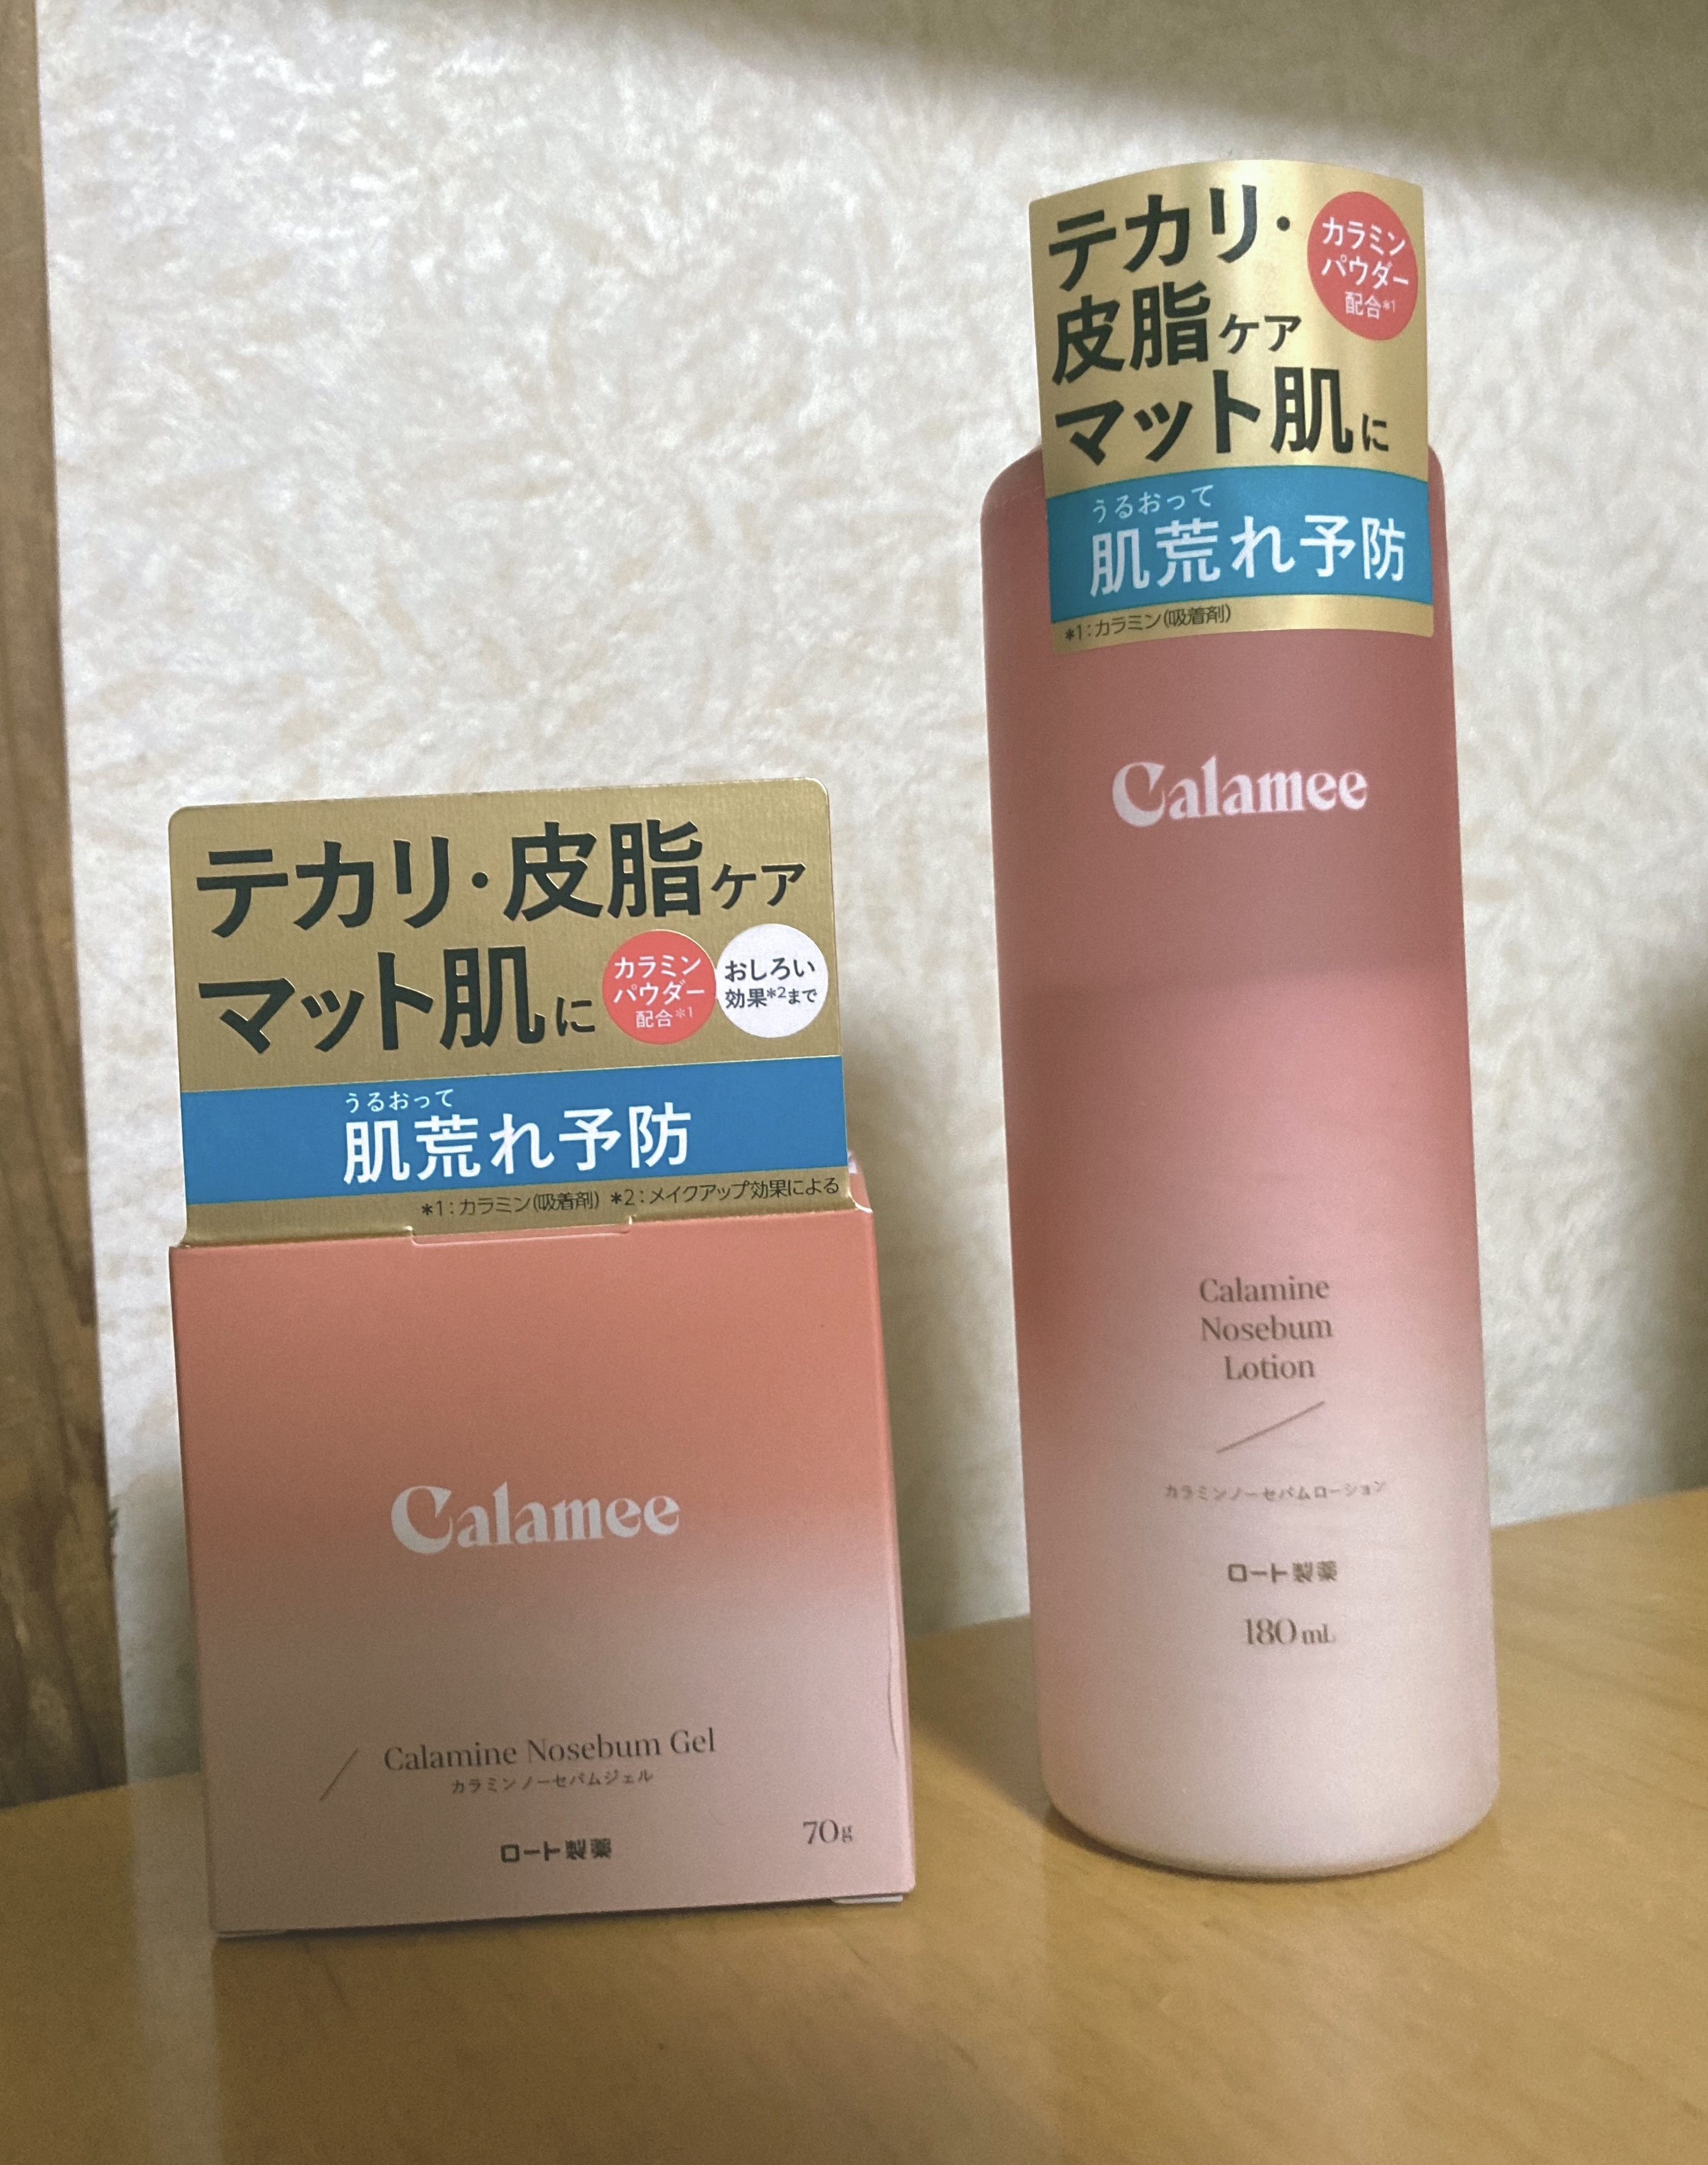 テカリ・皮脂ケア
マット肌に
カラミン
パウダー
配合*1
おしろい
効果*2まで
うるおって
肌荒れ予防
*1:カラミン(吸着剤) *2:メイクアップ効果による
Calamee
Calamine Nosebum Gel
カラミンノーセバムジェル
ロート製薬
70g
テカリ・
皮脂ケア
マット肌に
カラミン
パウダー
配合*1
うるおって
肌荒れ予防
*1:カラミン(吸着剤)
Calamee
Calamine
Nosebum
Lotion
カラミンノーセバムローション
ロート製薬
180mL